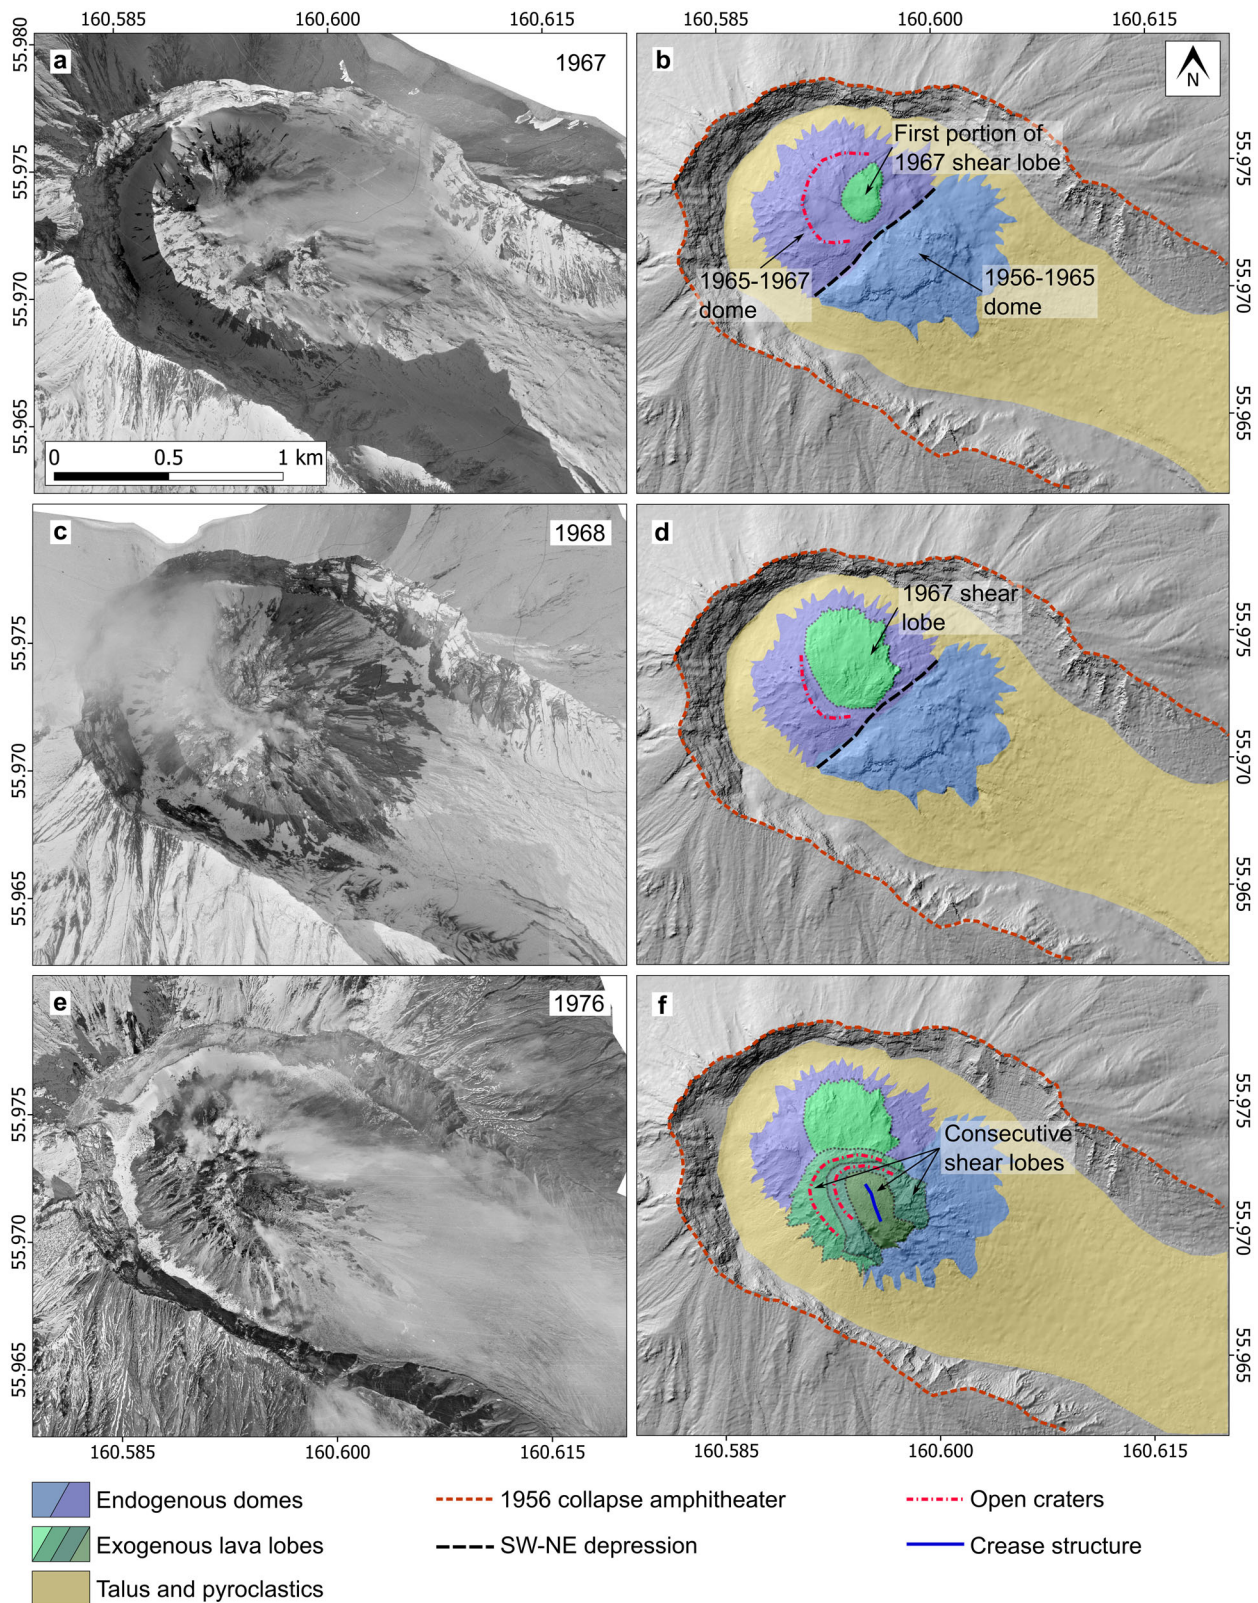 160.585 160.600 160.615 160.585 160.600 160.615
a
1967
55.980
55.975
55.970
55.965
0 0.5 1 km
b
N
First portion of
1967 shear lobe
1965-1967
dome
1956-1965
dome
55.975
55.970
55.965
c
1968
55.975
55.970
55.965
d
1967 shear
lobe
55.975
55.970
55.965
e
1976
55.975
55.970
55.965
f
Consecutive
shear lobes
55.975
55.970
55.965
160.585 160.600 160.615 160.585 160.600 160.615
Endogenous domes
Exogenous lava lobes
Talus and pyroclastics
1956 collapse amphitheater
SW-NE depression
Open craters
Crease structure